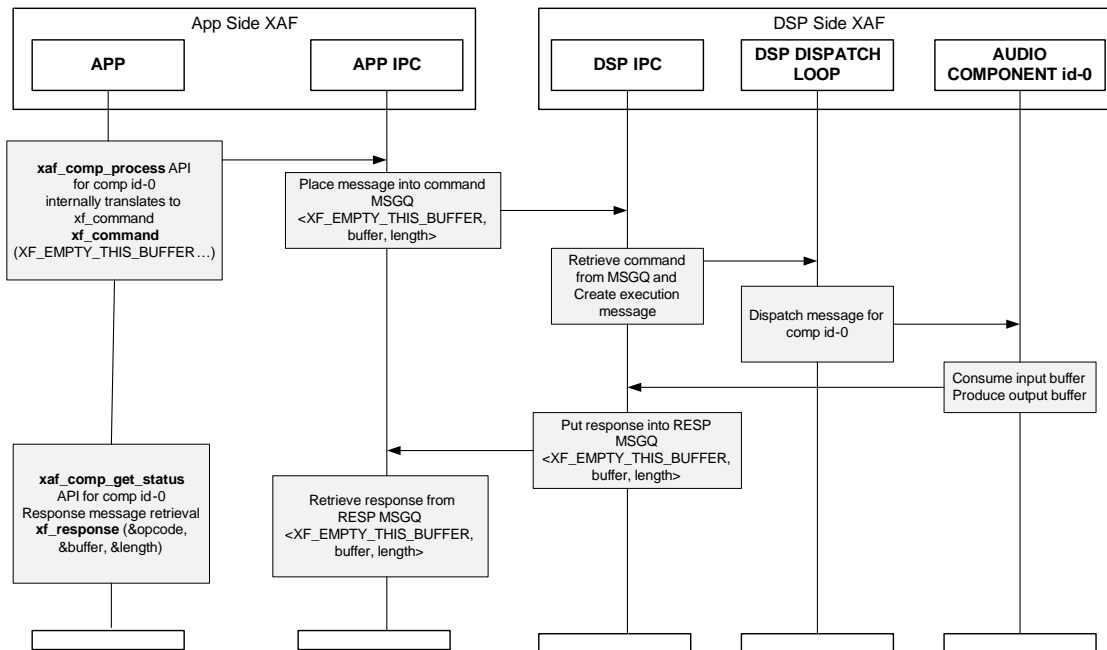 App Side XAF
DSP Side XAF
APP
APP IPC
DSP IPC
DSP DISPATCH
LOOP
AUDIO
COMPONENT id-0
xaf_comp_process API
for comp id-0
internally translates to
xf_command
xf_command
(XF_EMPTY_THIS_BUFFER…)
Place message into command
MSGQ
<XF_EMPTY_THIS_BUFFER,
buffer, length>
Retrieve command
from MSGQ and
Create execution
message
Dispatch message for
comp id-0
Consume input buffer
Produce output buffer
Put response into RESP
MSGQ
<XF_EMPTY_THIS_BUFFER,
buffer, length>
xaf_comp_get_status
API for comp id-0
Response message retrieval
xf_response (&opcode,
&buffer, &length)
Retrieve response from
RESP MSGQ
<XF_EMPTY_THIS_BUFFER,
buffer, length>